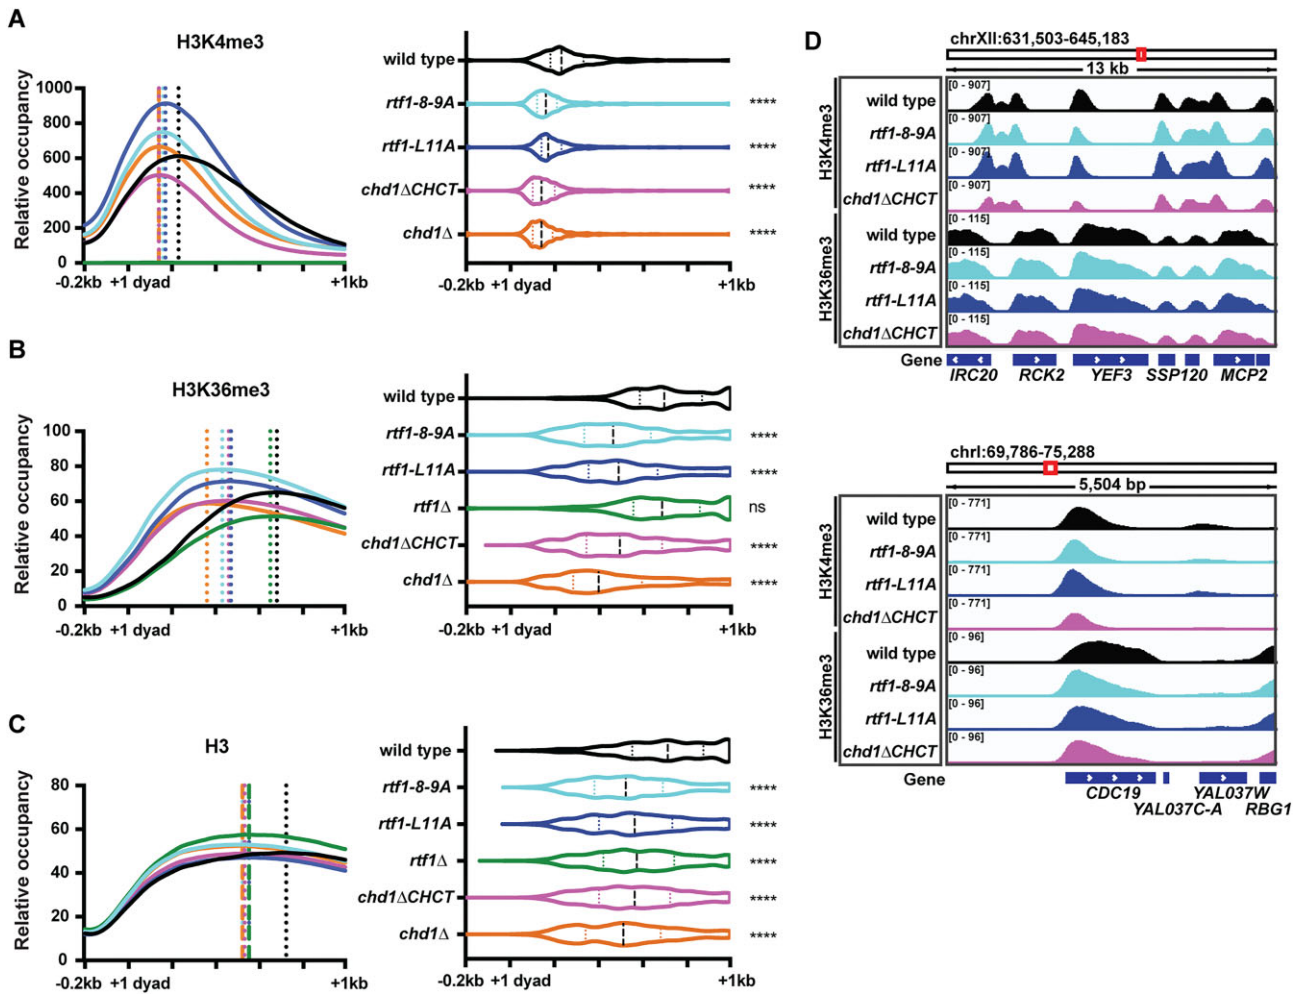 A
H3K4me3
Relative occupancy
1000
800
600
400
200
0
-0.2kb +1 dyad +1kb
wild type
rtf1-8-9A ****
rtf1-L11A ****
chd1ΔCHCT ****
chd1Δ ****
-0.2kb +1 dyad +1kb
B
H3K36me3
Relative occupancy
100
80
60
40
20
0
-0.2kb +1 dyad +1kb
wild type
rtf1-8-9A ****
rtf1-L11A ****
rtf1Δ ns
chd1ΔCHCT ****
chd1Δ ****
-0.2kb +1 dyad +1kb
C
H3
Relative occupancy
80
60
40
20
0
-0.2kb +1 dyad +1kb
wild type
rtf1-8-9A ****
rtf1-L11A ****
rtf1Δ ****
chd1ΔCHCT ****
chd1Δ ****
-0.2kb +1 dyad +1kb
D
chrXII:631,503-645,183
13 kb
H3K4me3
wild type [0 - 907]
rtf1-8-9A [0 - 907]
rtf1-L11A [0 - 907]
chd1ΔCHCT [0 - 907]
H3K36me3
wild type [0 - 115]
rtf1-8-9A [0 - 115]
rtf1-L11A [0 - 115]
chd1ΔCHCT [0 - 115]
Gene
IRC20 RCK2 YEF3 SSP120 MCP2
chrI:69,786-75,288
5,504 bp
H3K4me3
wild type [0 - 771]
rtf1-8-9A [0 - 771]
rtf1-L11A [0 - 771]
chd1ΔCHCT [0 - 771]
H3K36me3
wild type [0 - 96]
rtf1-8-9A [0 - 96]
rtf1-L11A [0 - 96]
chd1ΔCHCT [0 - 96]
Gene
CDC19 YAL037W
YAL037C-A RBG1